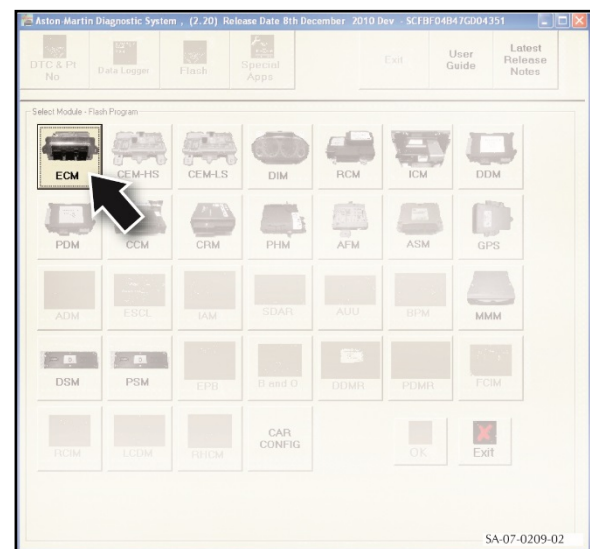 Aston Martin Diagnostic System , (2.20) Release Date 8th December 2010 Dev - SCFBF04B47GD04351
DTC & Pt No
Data Logger
Flash
Special Apps
Exit
User Guide
Latest Release Notes
Select Module - Flash Program
ECM
CEM-HS
CEM-LS
DIM
RCM
ICM
DDM
PDM
CCM
CRM
PHM
AFM
ASM
GPS
ADM
ESCL
IAM
SDAR
AUU
BPM
MMM
DSM
PSM
EPB
B and O
DDMR
PDMR
FCIM
RCIM
LCDM
RHCM
CAR CONFIG
OK
Exit
SA-07-0209-02